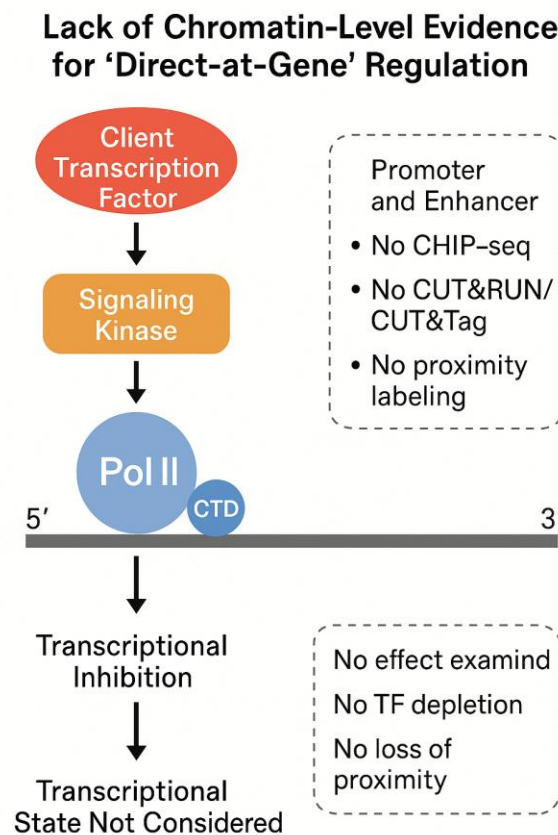 Lack of Chromatin-Level Evidence
for ‘Direct-at-Gene’ Regulation
Client
Transcription
Factor
Signaling
Kinase
Pol II
CTD
5’
3
Promoter
and Enhancer
• No CHIP–seq
• No CUT&RUN/
CUT&Tag
• No proximity
labeling
Transcriptional
Inhibition
Transcriptional
State Not Considered
No effect examind
No TF depletion
No loss of
proximity